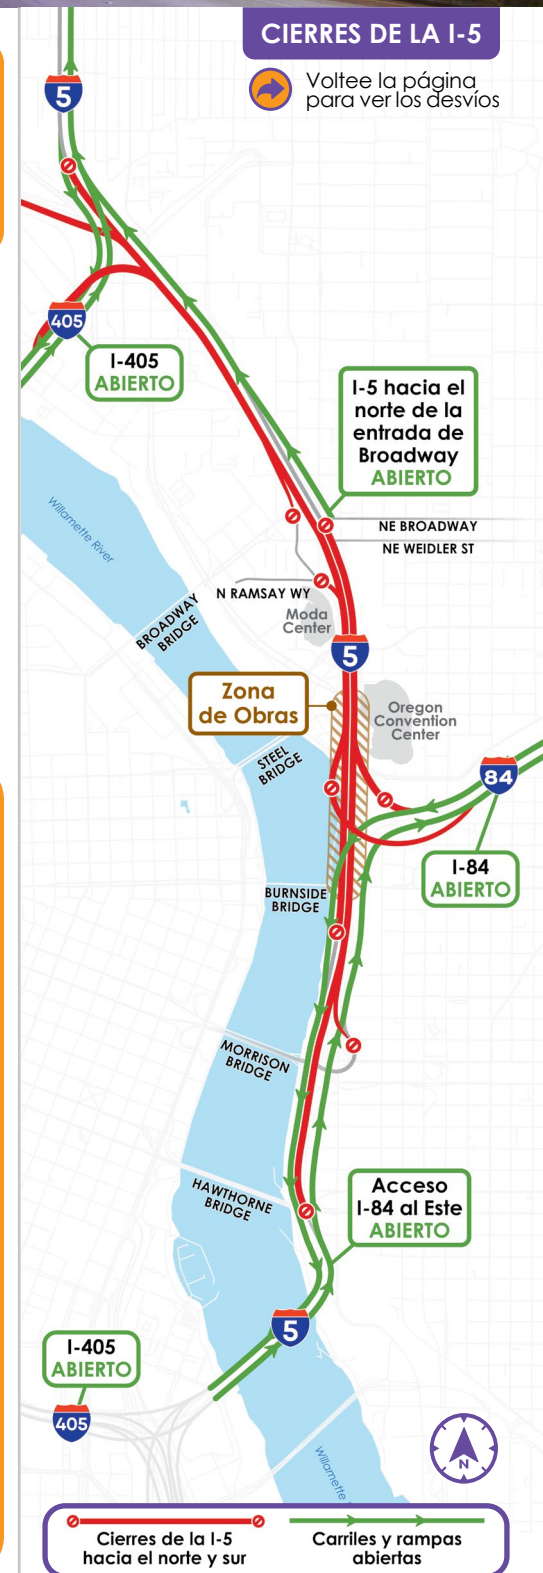 CIERRES DE LA I-5
Voltee la página
para ver los desvíos
5
405
I-405
ABIERTO
I-5 hacia el
norte de la
entrada de
Broadway
ABIERTO
NE BROADWAY
NE WEIDLER ST
Willamette River
N RAMSAY WY
BROADWAY
BRIDGE
Moda
Center
5
Zona
de Obras
Oregon
Convention
Center
STEEL
BRIDGE
84
I-84
ABIERTO
BURNSIDE
BRIDGE
MORRISON
BRIDGE
HAWTHORNE
BRIDGE
Acceso
I-84 al Este
ABIERTO
5
I-405
ABIERTO
405
N
Willamette
Cierres de la I-5
hacia el norte y sur
Carriles y rampas
abiertas